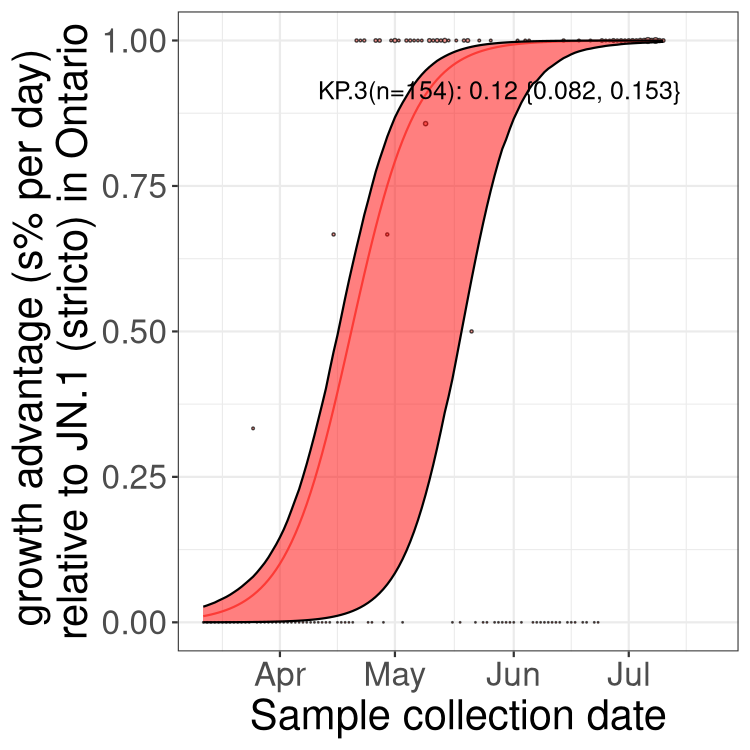 growth advantage (s% per day)
relative to JN.1 (stricto) in Ontario
1.00
0.75
0.50
0.25
0.00
KP.3(n=154): 0.12 {0.082, 0.153}
Apr May Jun Jul
Sample collection date